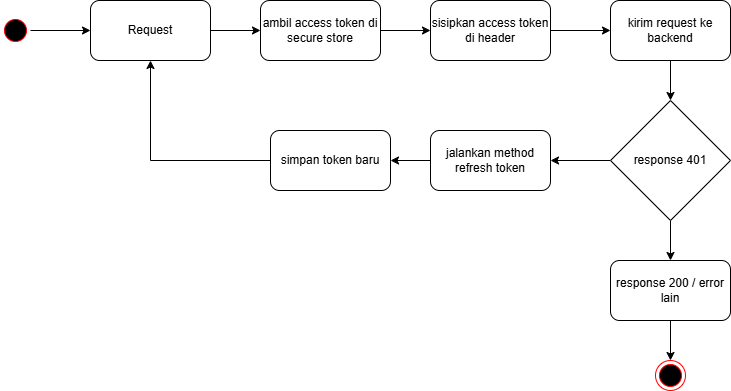 Request
ambil access token di
secure store
sisipkan access token
di header
kirim request ke
backend
response 401
jalankan method
refresh token
simpan token baru
response 200 / error
lain